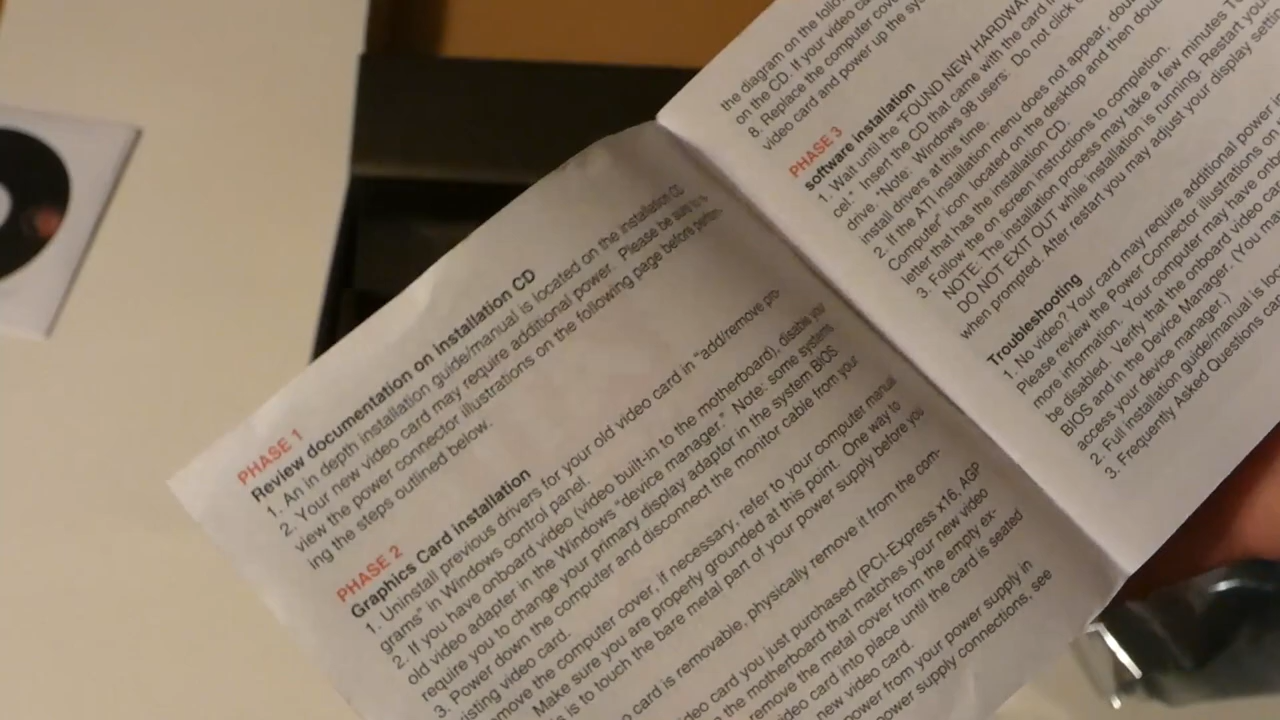 PHASE 1
Review documentation on installation CD
1. An in depth installation guide/manual is located on the installation CD
2. Your new video card may require additional power. Please be sure to re-
view the power connector illustrations on the following page before perform-
ing the steps outlined below.
PHASE 2
Graphics Card installation
1. Uninstall previous drivers for your old video card in "add/remove pro-
grams" in Windows control panel.
2. If you have onboard video (video built-in to the motherboard), disable your
old video adapter in the Windows "device manager." Note: some systems
require you to change your primary display adaptor in the system BIOS
3. Power down the computer and disconnect the monitor cable from your
isting video card.
move the computer cover, if necessary, refer to your computer manual
Make sure you are properly grounded at this point. One way to
is to touch the bare metal part of your power supply before you
card is removable, physically remove it from the com-
video card you just purchased (PCI-Express x16, AGP
the motherboard that matches your new video
remove the metal cover from the empty ex-
video card into place until the card is seated
new video card.
power from your power supply in
power supply connections, see
the diagram on the follo
on the CD. If your video ca
8. Replace the computer cove
video card and power up the sy
PHASE 3
software installation
1. Wait until the "FOUND NEW HARDWA
cel." Insert the CD that came with the card i
drive. *Note: Windows 98 users: Do not click
install drivers at this time.
2. If the ATI installation menu does not appear, dou
Computer" icon located on the desktop and then doub
letter that has the installation CD.
3. Follow the on screen instructions to completion.
NOTE: The installation process may take a few minutes T
DO NOT EXIT OUT while installation is running. Restart you
when prompted. After restart you may adjust your display setti
Troubleshooting
1. No video? Your card may require additional power
Please review the Power Connector illustrations on
more information. Your computer may have onb
be disabled. Verify that the onboard video ca
BIOS and in the Device Manager. (You ma
access your device manager.)
2. Full installation guide/manual is loc
3. Frequently Asked Questions ca